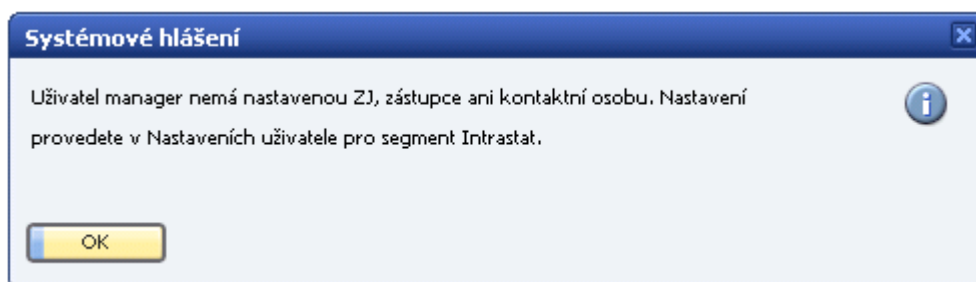 Systémové hlášení
Uživatel manager nemá nastavenou ZJ, zástupce ani kontaktní osobu. Nastavení
provedete v Nastaveních uživatele pro segment Intrastat.
OK